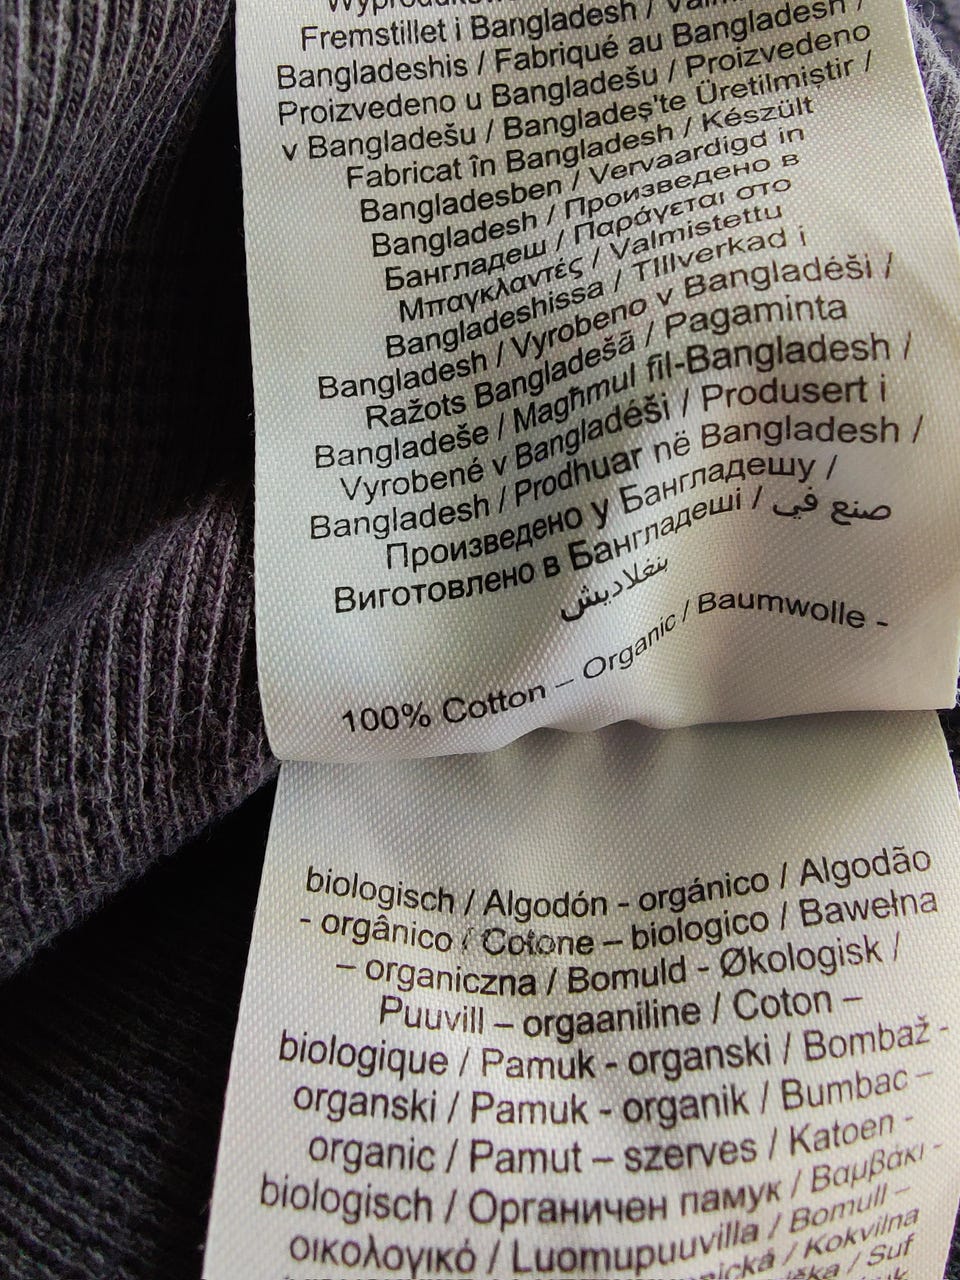 Fremstillet i Bangladesh /
Bangladeshis / Fabriqué au Bangladesh /
Proizvedeno u Bangladešu / Proizvedeno
v Bangladešu / Bangladeş'te Üretilmiştir /
Fabricat în Bangladesh / Készült
Bangladesben / Vervaardigd in
Bangladesh / Произведено в
Бангладеш / Παράγεται στο
Μπαγκλαντές / Valmistettu
Bangladeshissa / TIllverkad i
Bangladesh / Vyrobeno v Bangladéši /
Ražots Bangladešā / Pagaminta
Bangladeše / Magħmul fil-Bangladesh /
Vyrobené v Bangladéši / Produsert i
Bangladesh / Prodhuar në Bangladesh /
Произведено у Бангладешу /
Виготовлено в Бангладеші / صنع في
بنغلاديش
100% Cotton – Organic / Baumwolle -
biologisch / Algodón - orgánico / Algodão
- orgânico / Cotone – biologico / Bawełna
– organiczna / Bomuld - Økologisk /
Puuvill – orgaaniline / Coton –
biologique / Pamuk - organski / Bombaž -
organski / Pamuk - organik / Bumbac –
organic / Pamut – szerves / Katoen -
biologisch / Органичен памук / Βαμβάκι -
οικολογικό / Luomupuuvilla / Bomull –
/ Kokvilna
/ Suf